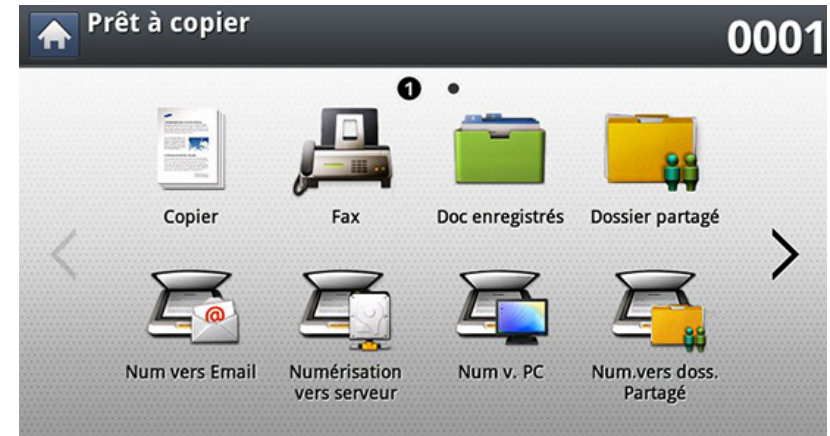 Prêt à copier
0001
1
Copier
Fax
Doc enregistrés
Dossier partagé
Num vers Email
Numérisation
vers serveur
Num v. PC
Num.vers doss.
Partagé